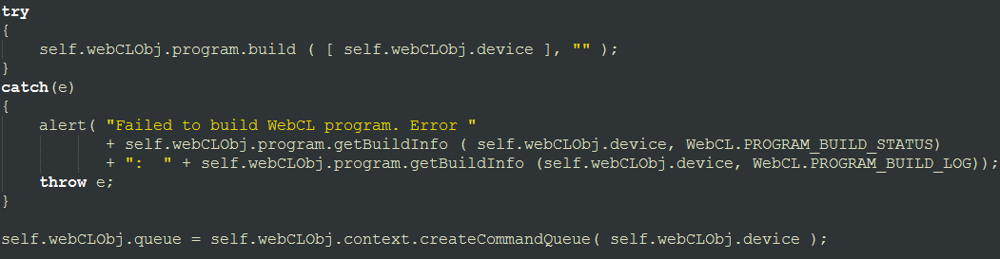 try
{
    self.webCLObj.program.build ( [ self.webCLObj.device ], "" );
}
catch(e)
{
    alert( "Failed to build WebCL program. Error "
           + self.webCLObj.program.getBuildInfo ( self.webCLObj.device, WebCL.PROGRAM_BUILD_STATUS)
           + ":  " + self.webCLObj.program.getBuildInfo (self.webCLObj.device, WebCL.PROGRAM_BUILD_LOG));
    throw e;
}

self.webCLObj.queue = self.webCLObj.context.createCommandQueue( self.webCLObj.device );